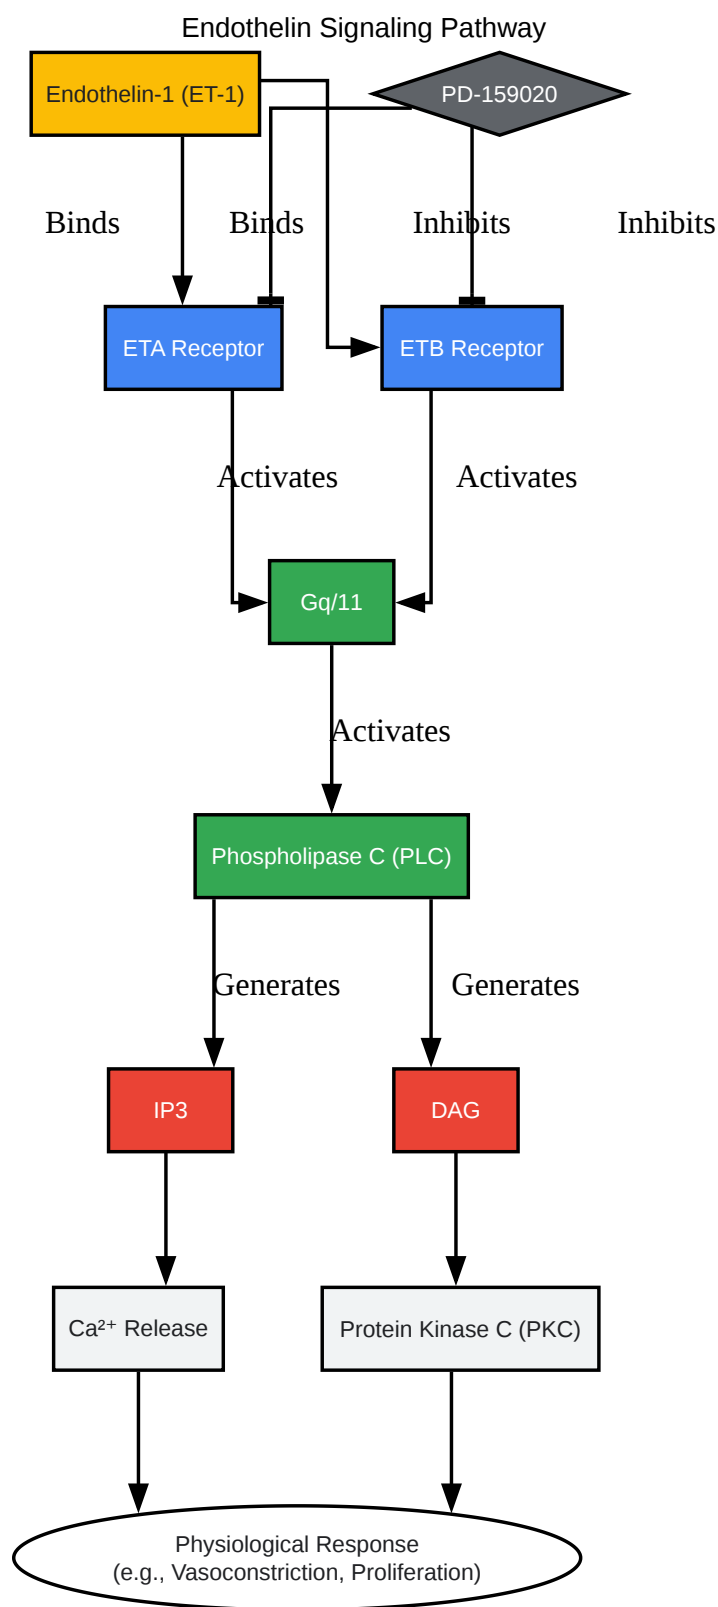 Endothelin Signaling Pathway
Endothelin-1 (ET-1)
PD-159020
Binds
Binds
Inhibits
Inhibits
ETA Receptor
ETB Receptor
Activates
Activates
Gq/11
Activates
Phospholipase C (PLC)
Generates
Generates
IP3
DAG
Ca²⁺ Release
Protein Kinase C (PKC)
Physiological Response
(e.g., Vasoconstriction, Proliferation)